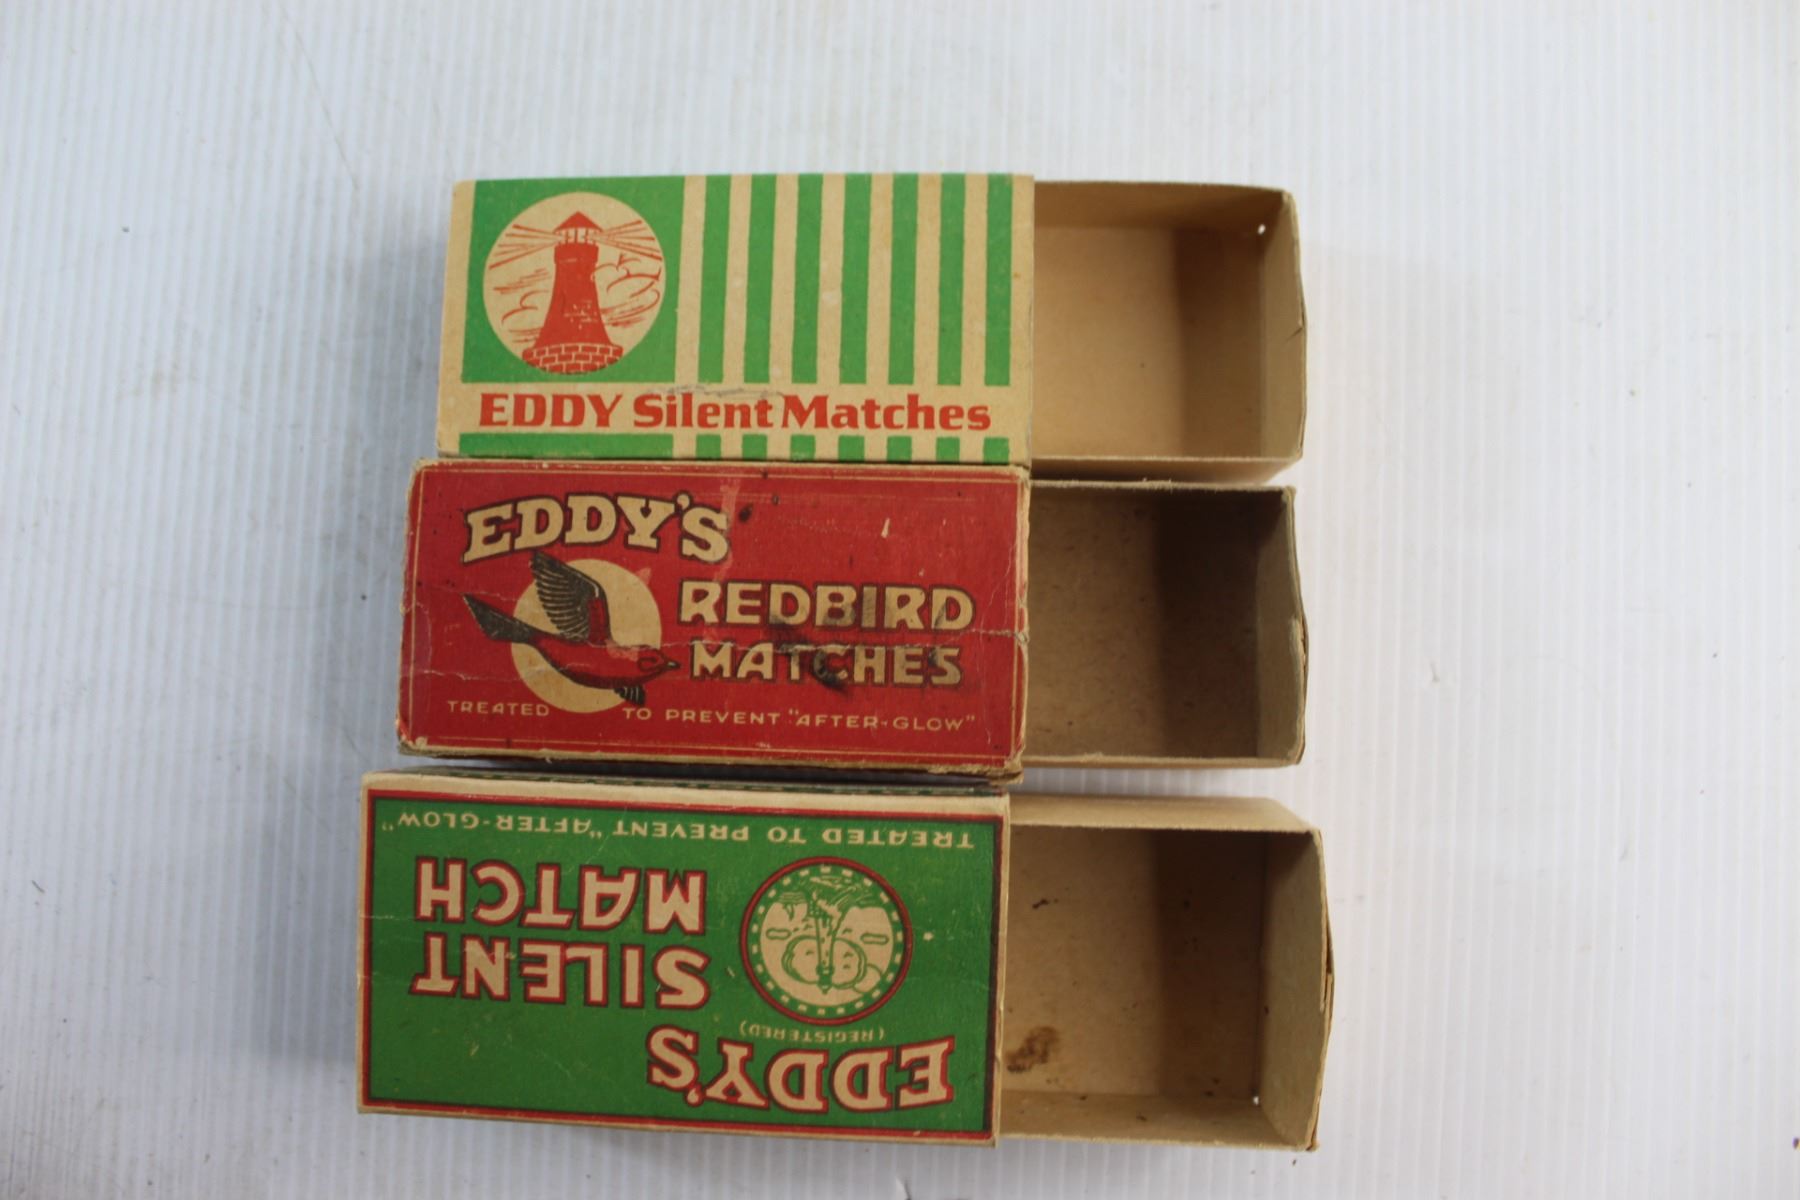 EDDY Silent Matches
EDDY'S
REDBIRD
MATCHES
TREATED TO PREVENT "AFTER-GLOW"
EDDY'S
(REGISTERED)
SILENT
MATCH
TREATED TO PREVENT "AFTER-GLOW"